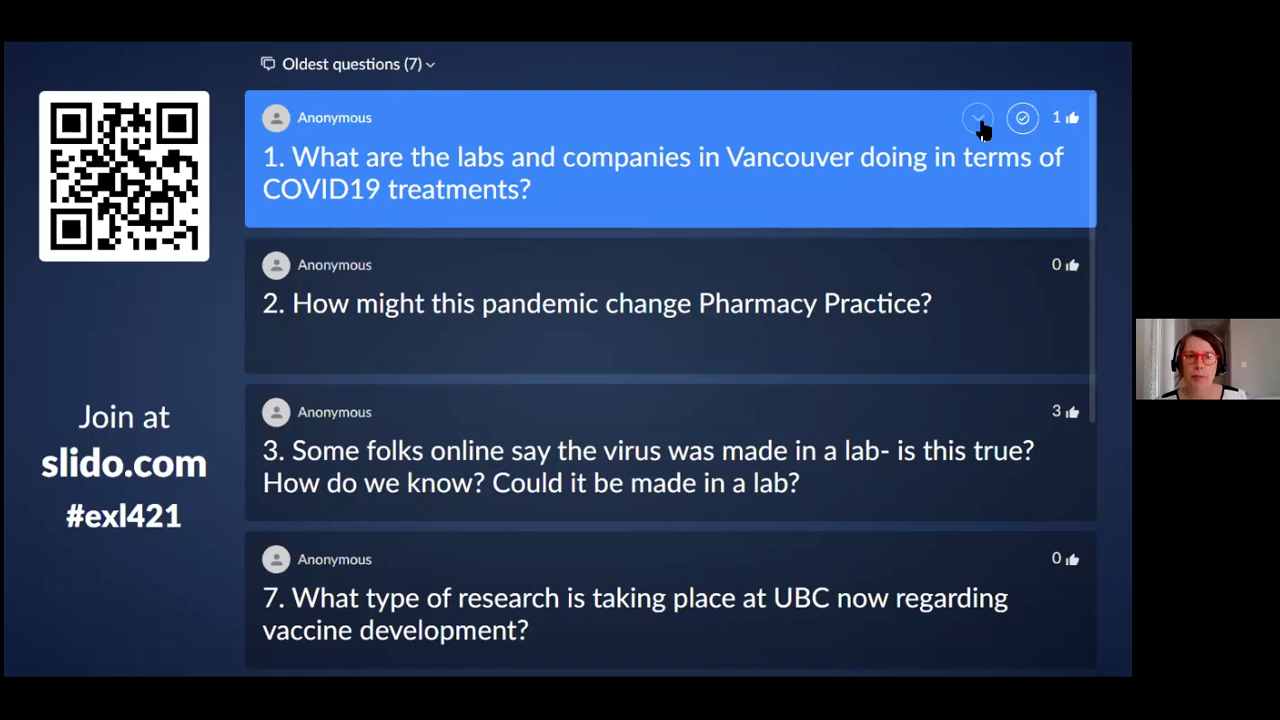 Oldest questions (7)
Anonymous
1
1. What are the labs and companies in Vancouver doing in terms of
COVID19 treatments?
Anonymous
0
2. How might this pandemic change Pharmacy Practice?
Anonymous
3
3. Some folks online say the virus was made in a lab- is this true?
How do we know? Could it be made in a lab?
Anonymous
0
7. What type of research is taking place at UBC now regarding
vaccine development?
Join at
slido.com
#exl421